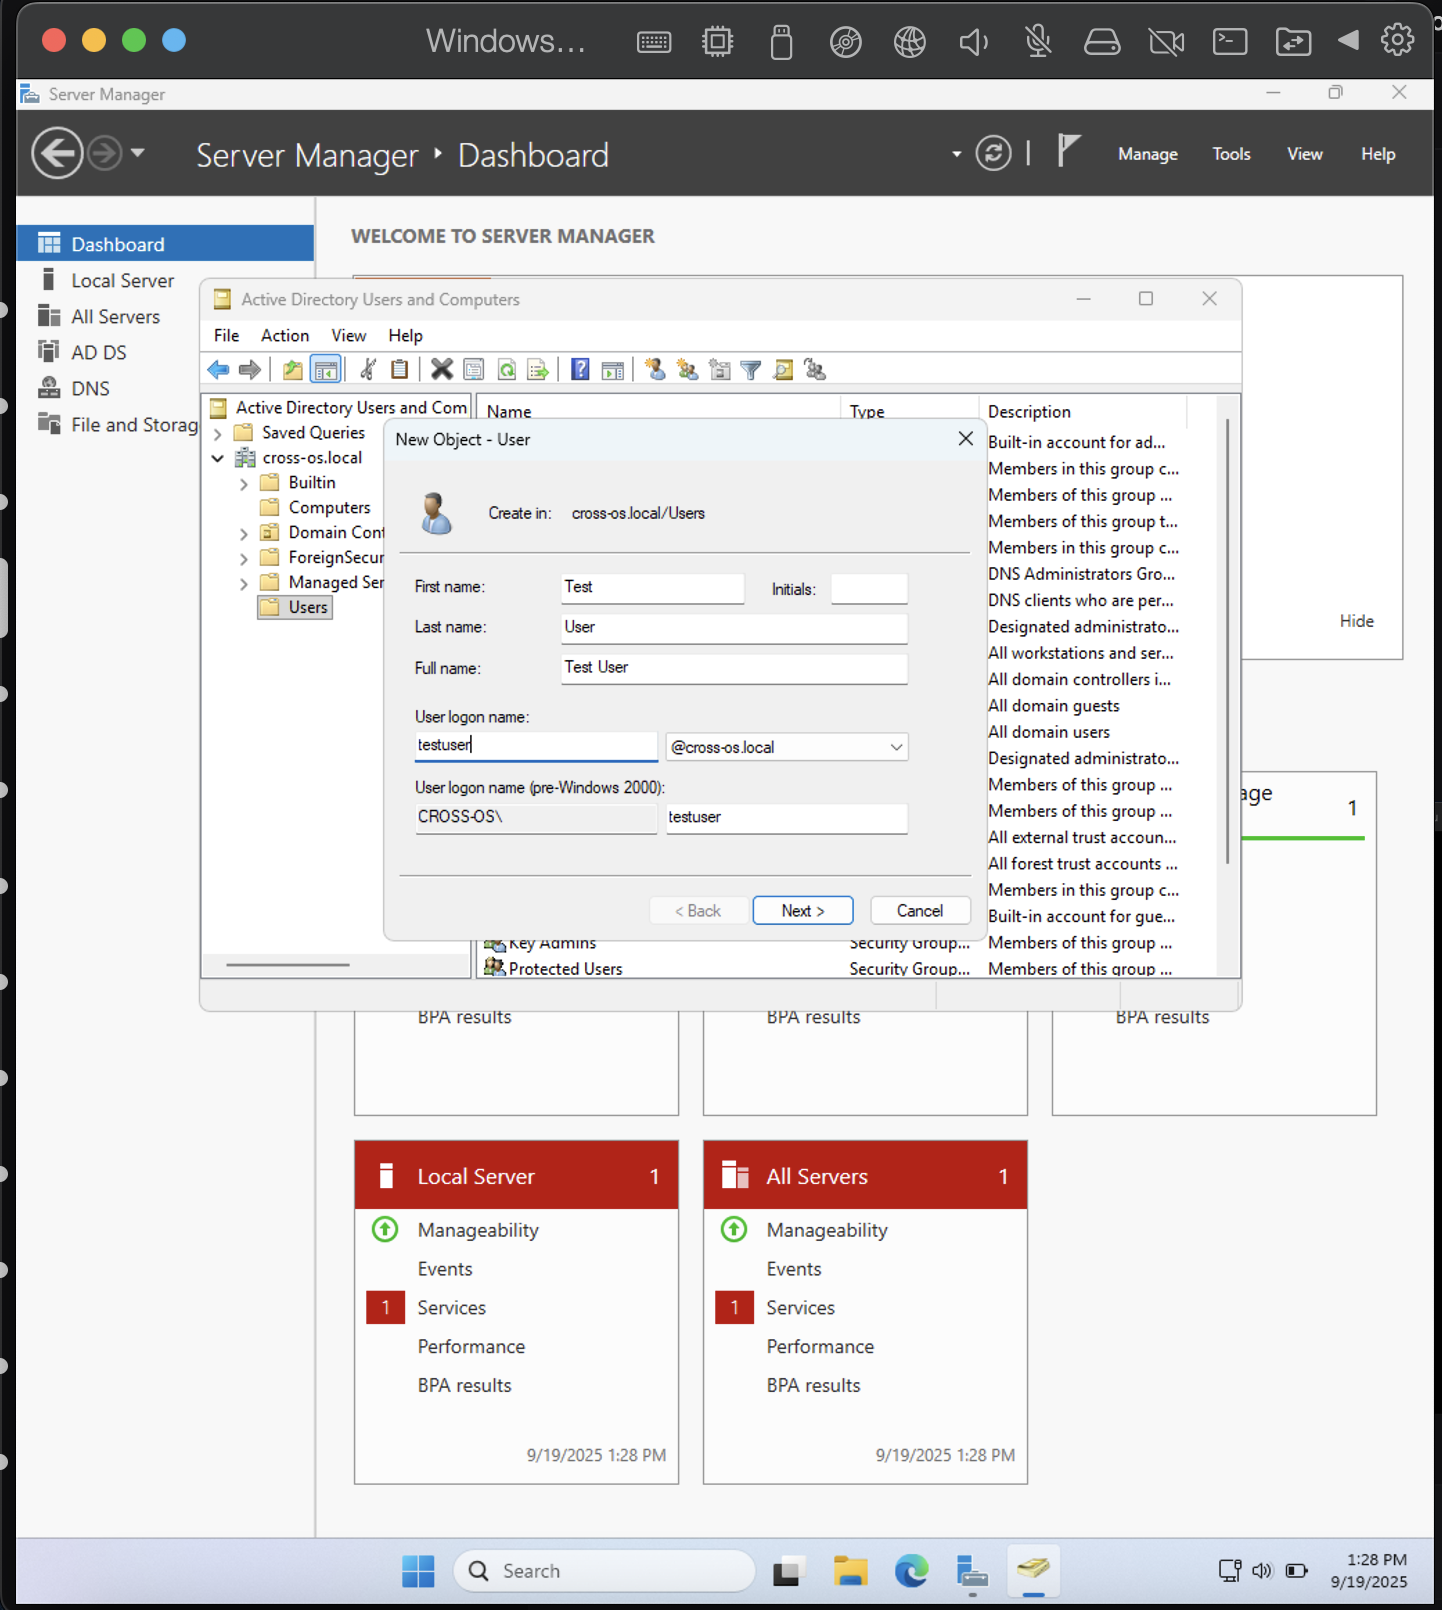 Windows...
Server Manager
Server Manager ‣ Dashboard
Manage Tools View Help
Dashboard
Local Server
All Servers
AD DS
DNS
File and Storag
WELCOME TO SERVER MANAGER
Hide
Active Directory Users and Computers
File Action View Help
Active Directory Users and Com
Saved Queries
cross-os.local
Builtin
Computers
Domain Cont
ForeignSecur
Managed Ser
Users
Name Type Description
Built-in account for ad...
Members in this group c...
Members of this group ...
Members of this group t...
Members in this group c...
DNS Administrators Gro...
DNS clients who are per...
Designated administrato...
All workstations and ser...
All domain controllers i...
All domain guests
All domain users
Designated administrato...
Members of this group ...
Members of this group ...
All external trust accoun...
All forest trust accounts ...
Members in this group c...
Built-in account for gue...
Key Admins Security Group... Members of this group ...
Protected Users Security Group... Members of this group ...
New Object - User
Create in: cross-os.local/Users
First name: Test Initials:
Last name: User
Full name: Test User
User logon name:
testuser @cross-os.local
User logon name (pre-Windows 2000):
CROSS-OS\ testuser
< Back Next > Cancel
age 1
BPA results
BPA results
BPA results
Local Server 1
Manageability
Events
1 Services
Performance
BPA results
9/19/2025 1:28 PM
All Servers 1
Manageability
Events
1 Services
Performance
BPA results
9/19/2025 1:28 PM
Search
1:28 PM
9/19/2025